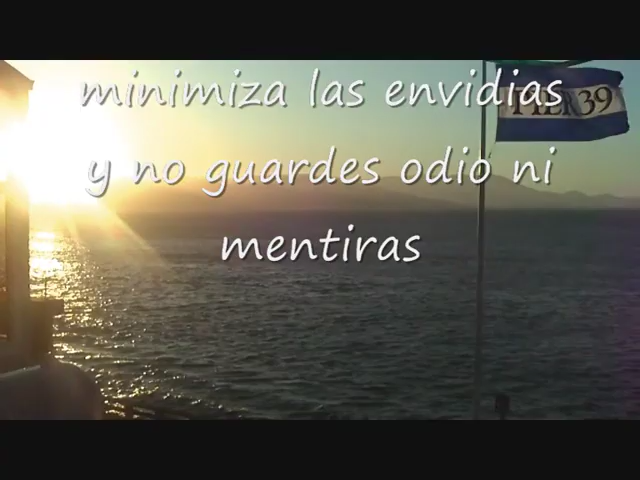 minimiza las envidias
PIER 39
y no guardes odio ni
mentiras